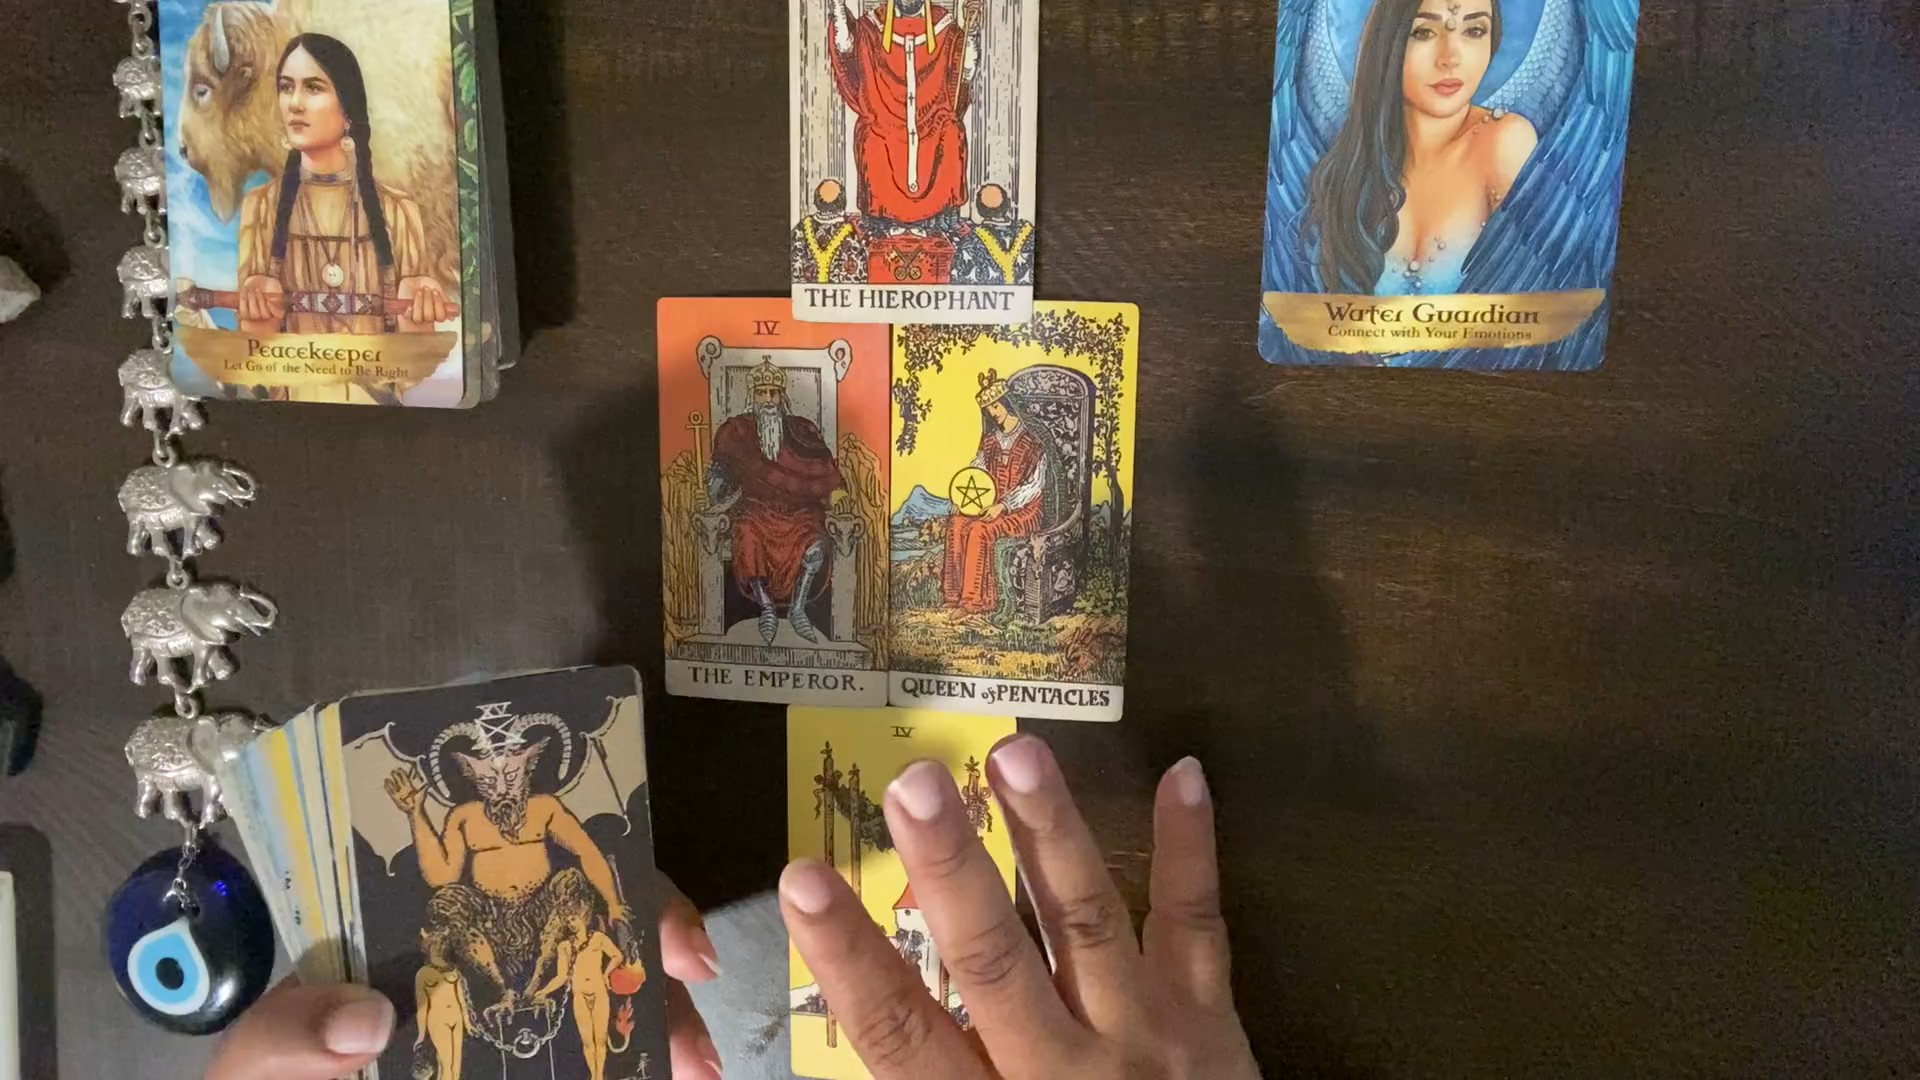 THE HIEROPHANT
Water Guardian
Connect with Your Emotions
Peacekeeper
Let Go of the Need to Be Right
IV
THE EMPEROR.
QUEEN of PENTACLES
XV
IV